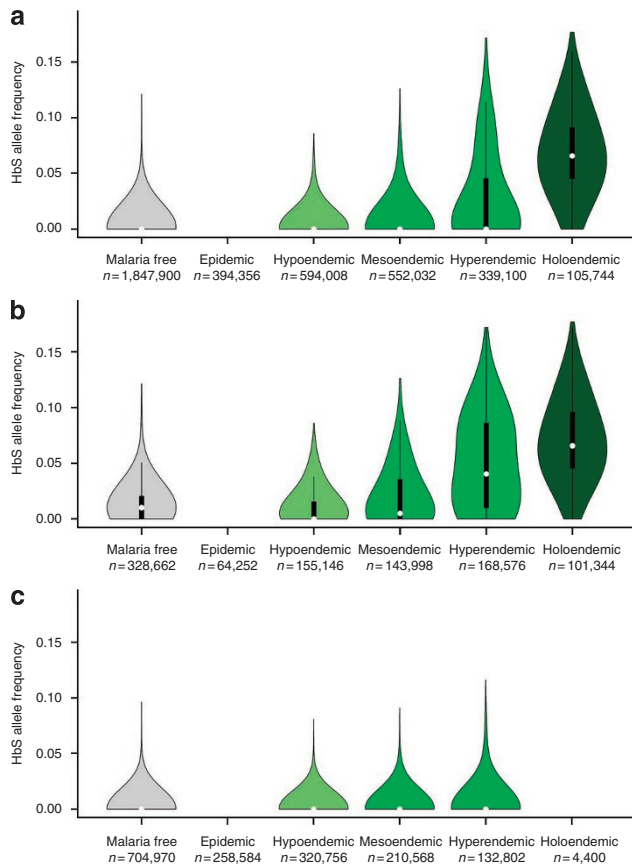 a
HbS allele frequency
0.15
0.10
0.05
0.00
Malaria free Epidemic Hypoendemic Mesoendemic Hyperendemic Holoendemic
n=1,847,900 n=394,356 n=594,008 n=552,032 n=339,100 n=105,744
b
HbS allele frequency
0.15
0.10
0.05
0.00
Malaria free Epidemic Hypoendemic Mesoendemic Hyperendemic Holoendemic
n=328,662 n=64,252 n=155,146 n=143,998 n=168,576 n=101,344
c
HbS allele frequency
0.15
0.10
0.05
0.00
Malaria free Epidemic Hypoendemic Mesoendemic Hyperendemic Holoendemic
n=704,970 n=258,584 n=320,756 n=210,568 n=132,802 n=4,400